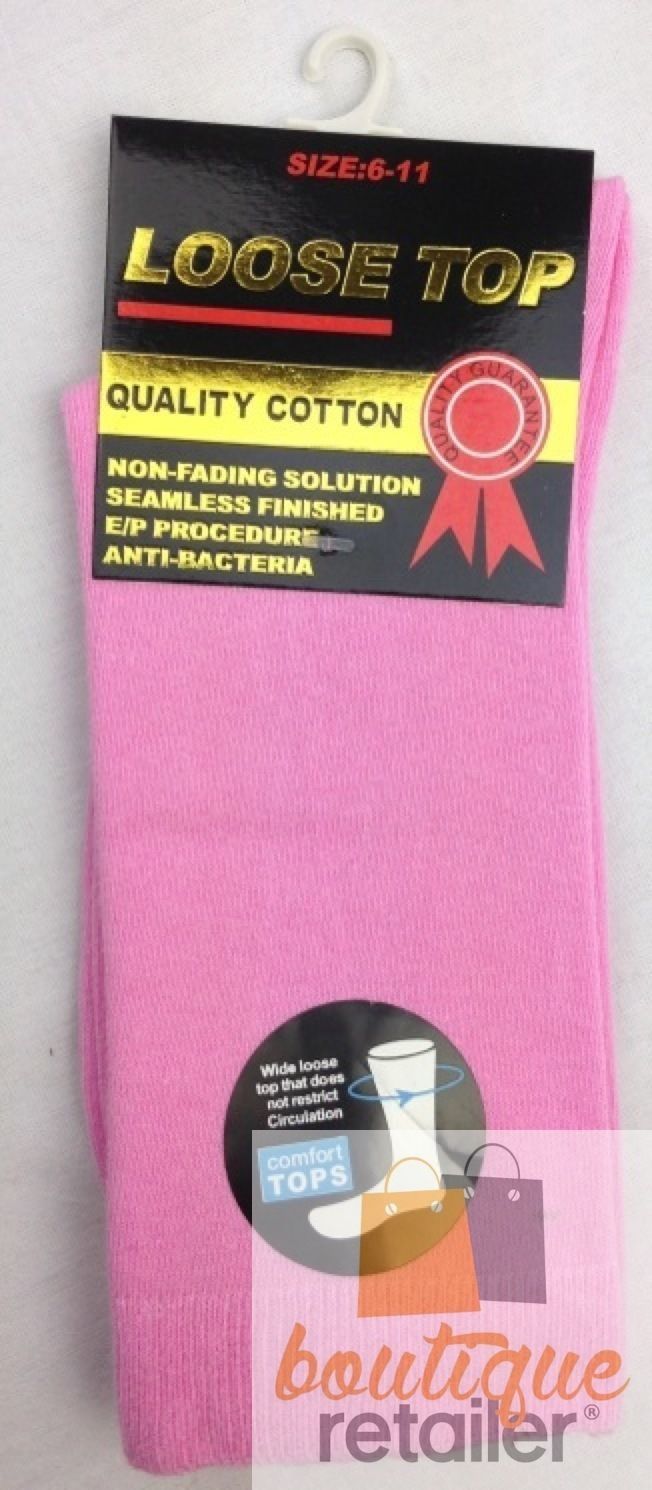 SIZE:6-11
LOOSE TOP
QUALITY COTTON
QUALITY GUARANTEE
NON-FADING SOLUTION
SEAMLESS FINISHED
E/P PROCEDURE
ANTI-BACTERIA
Wide loose
top that does
not restrict
Circulation
comfort
TOPS
boutique
retailer®